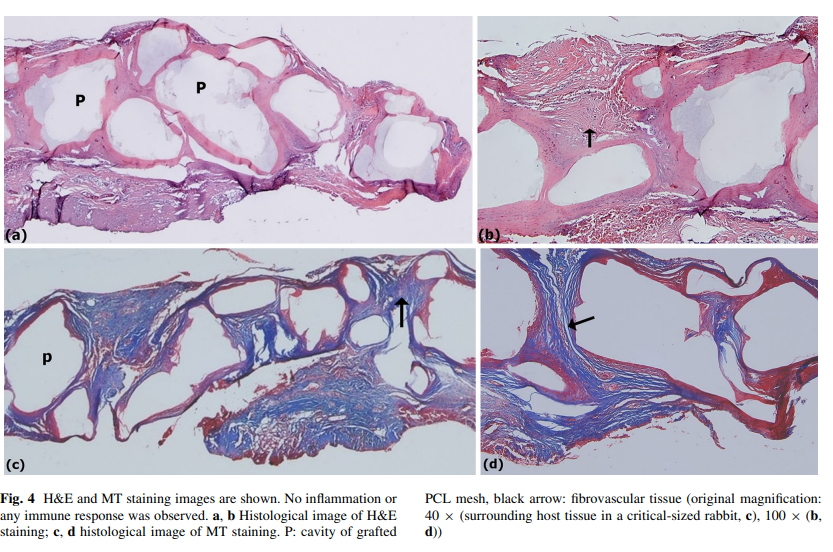 P
P
(a)
(b)
p
(c)
(d)
Fig. 4 H&E and MT staining images are shown. No inflammation or
any immune response was observed. a, b Histological image of H&E
staining; c, d histological image of MT staining. P: cavity of grafted
PCL mesh, black arrow: fibrovascular tissue (original magnification:
40 × (surrounding host tissue in a critical-sized rabbit, c), 100 × (b,
d))